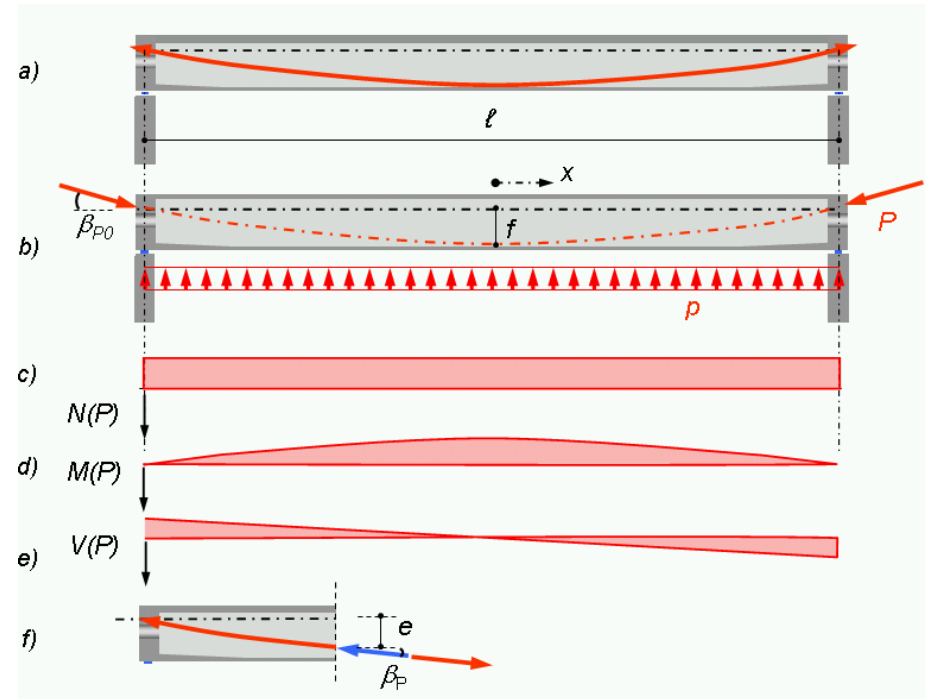 a)
ℓ
x
β_P0
f
P
b)
p
c)
N(P)
d)
M(P)
V(P)
e)
f)
e
β_P